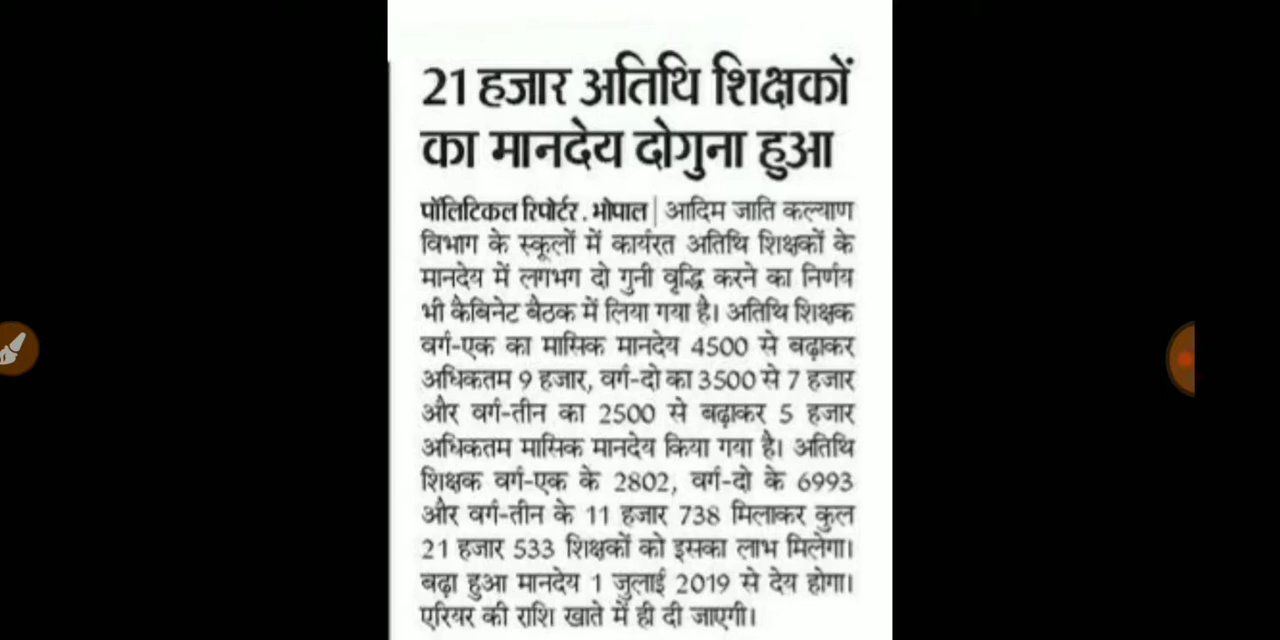 21 हजार अतिथि शिक्षकों
का मानदेय दोगुना हुआ
पॉलिटिकल रिपोर्टर . भोपाल | आदिम जाति कल्याण
विभाग के स्कूलों में कार्यरत अतिथि शिक्षकों के
मानदेय में लगभग दो गुनी वृद्धि करने का निर्णय
भी कैबिनेट बैठक में लिया गया है। अतिथि शिक्षक
वर्ग-एक का मासिक मानदेय 4500 से बढ़ाकर
अधिकतम 9 हजार, वर्ग-दो का 3500 से 7 हजार
और वर्ग-तीन का 2500 से बढ़ाकर 5 हजार
अधिकतम मासिक मानदेय किया गया है। अतिथि
शिक्षक वर्ग-एक के 2802, वर्ग-दो के 6993
और वर्ग-तीन के 11 हजार 738 मिलाकर कुल
21 हजार 533 शिक्षकों को इसका लाभ मिलेगा।
बढ़ा हुआ मानदेय 1 जुलाई 2019 से देय होगा।
एरियर की राशि खाते में ही दी जाएगी।